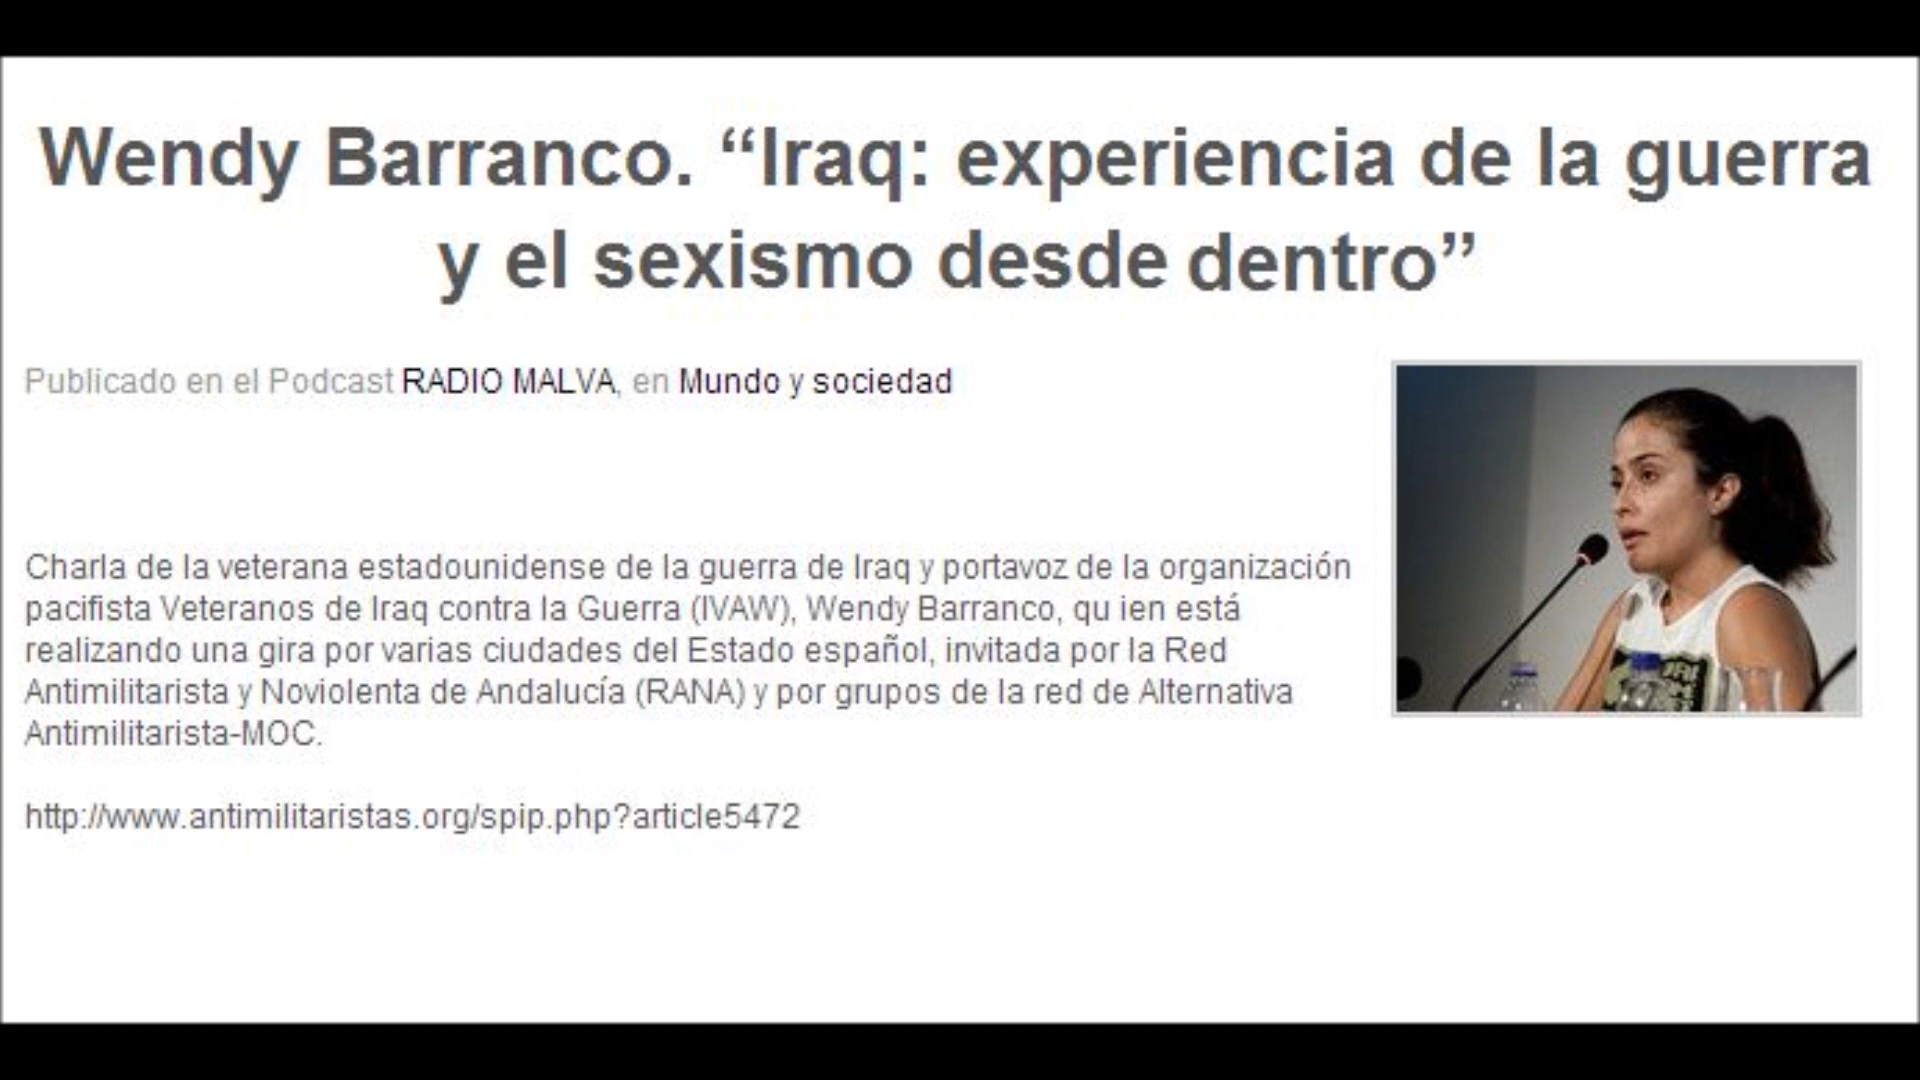 Wendy Barranco. “Iraq: experiencia de la guerra
y el sexismo desde dentro”
Publicado en el Podcast RADIO MALVA, en Mundo y sociedad
Charla de la veterana estadounidense de la guerra de Iraq y portavoz de la organización
pacifista Veteranos de Iraq contra la Guerra (IVAW), Wendy Barranco, qu ien está
realizando una gira por varias ciudades del Estado español, invitada por la Red
Antimilitarista y Noviolenta de Andalucía (RANA) y por grupos de la red de Alternativa
Antimilitarista-MOC.
http://www.antimilitaristas.org/spip.php?article5472